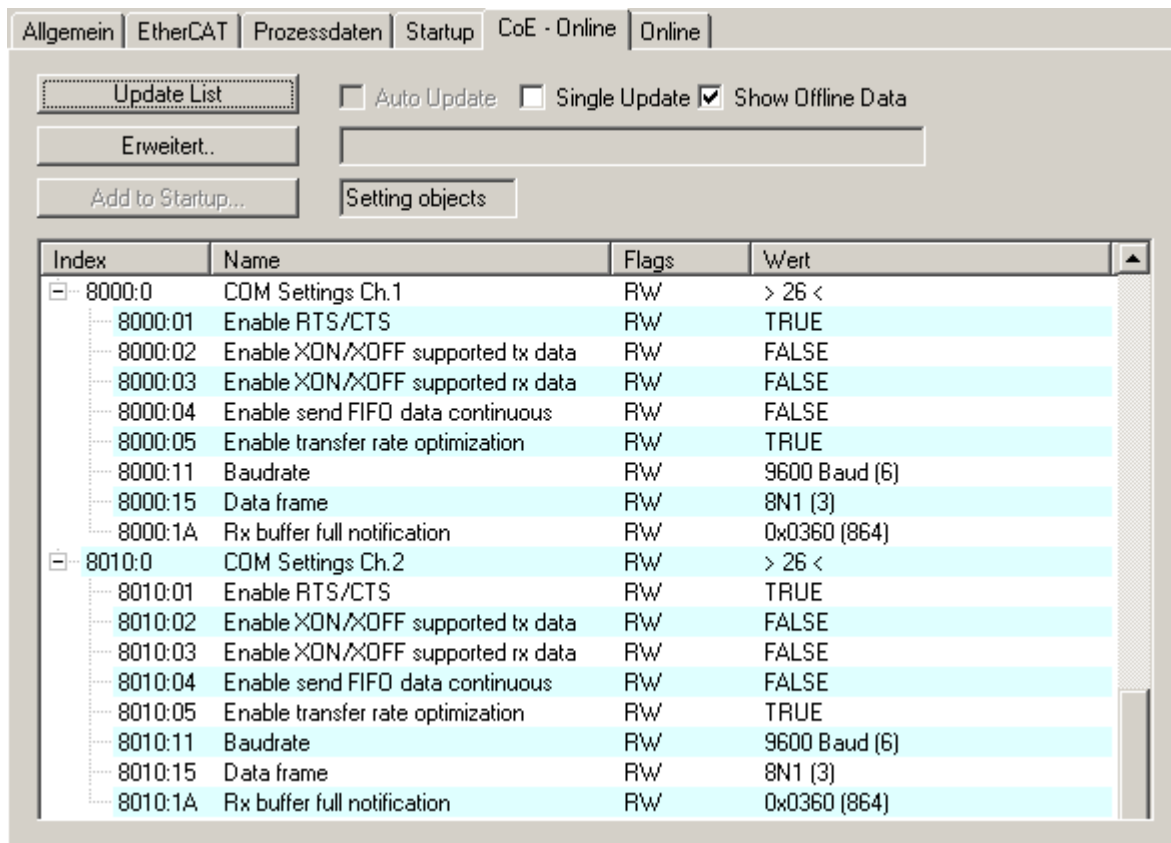 Allgemein EtherCAT Prozessdaten Startup CoE - Online Online
Update List Auto Update Single Update Show Offline Data
Erweitert..
Add to Startup... Setting objects
Index Name Flags Wert
8000:0 COM Settings Ch.1 RW > 26 <
8000:01 Enable RTS/CTS RW TRUE
8000:02 Enable XON/XOFF supported tx data RW FALSE
8000:03 Enable XON/XOFF supported rx data RW FALSE
8000:04 Enable send FIFO data continuous RW FALSE
8000:05 Enable transfer rate optimization RW TRUE
8000:11 Baudrate RW 9600 Baud (6)
8000:15 Data frame RW 8N1 (3)
8000:1A Rx buffer full notification RW 0x0360 (864)
8010:0 COM Settings Ch.2 RW > 26 <
8010:01 Enable RTS/CTS RW TRUE
8010:02 Enable XON/XOFF supported tx data RW FALSE
8010:03 Enable XON/XOFF supported rx data RW FALSE
8010:04 Enable send FIFO data continuous RW FALSE
8010:05 Enable transfer rate optimization RW TRUE
8010:11 Baudrate RW 9600 Baud (6)
8010:15 Data frame RW 8N1 (3)
8010:1A Rx buffer full notification RW 0x0360 (864)